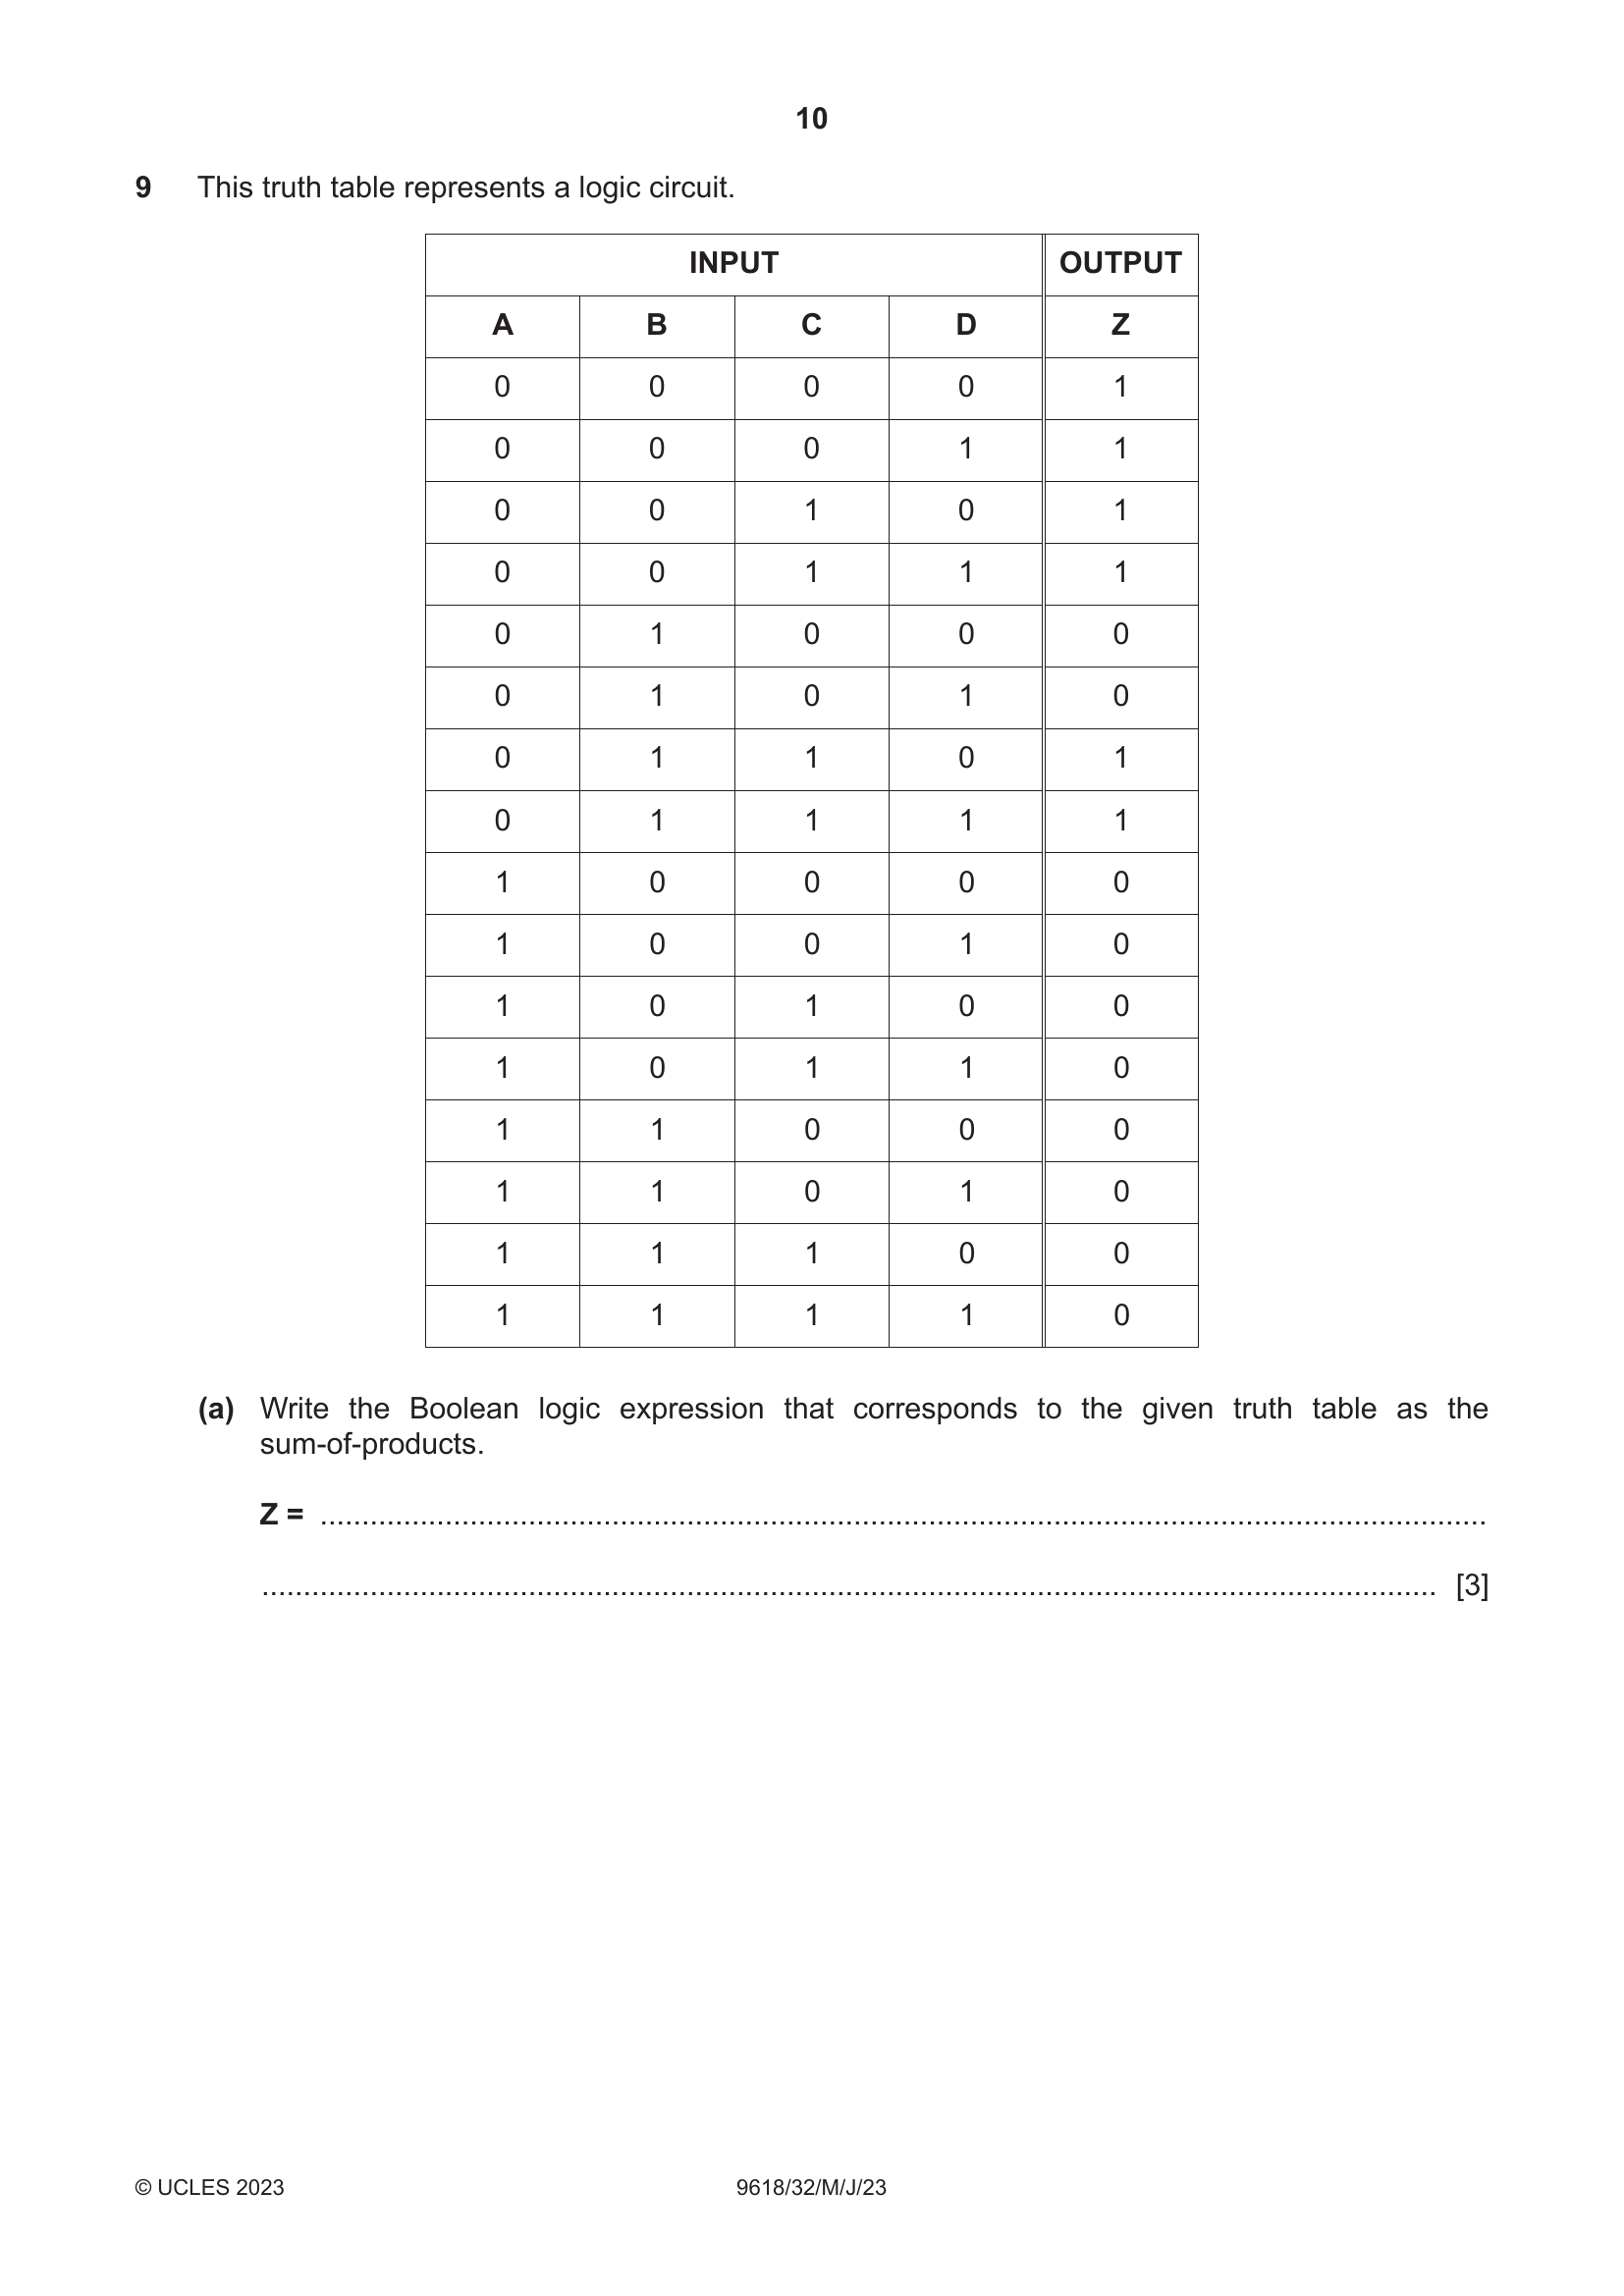 10
9 This truth table represents a logic circuit.
INPUT OUTPUT
A B C D Z
0 0 0 0 1
0 0 0 1 1
0 0 1 0 1
0 0 1 1 1
0 1 0 0 0
0 1 0 1 0
0 1 1 0 1
0 1 1 1 1
1 0 0 0 0
1 0 0 1 0
1 0 1 0 0
1 0 1 1 0
1 1 0 0 0
1 1 0 1 0
1 1 1 0 0
1 1 1 1 0
(a) Write the Boolean logic expression that corresponds to the given truth table as the
sum-of-products.
Z = ................................................................................
................................................................................ [3]
© UCLES 2023 9618/32/M/J/23